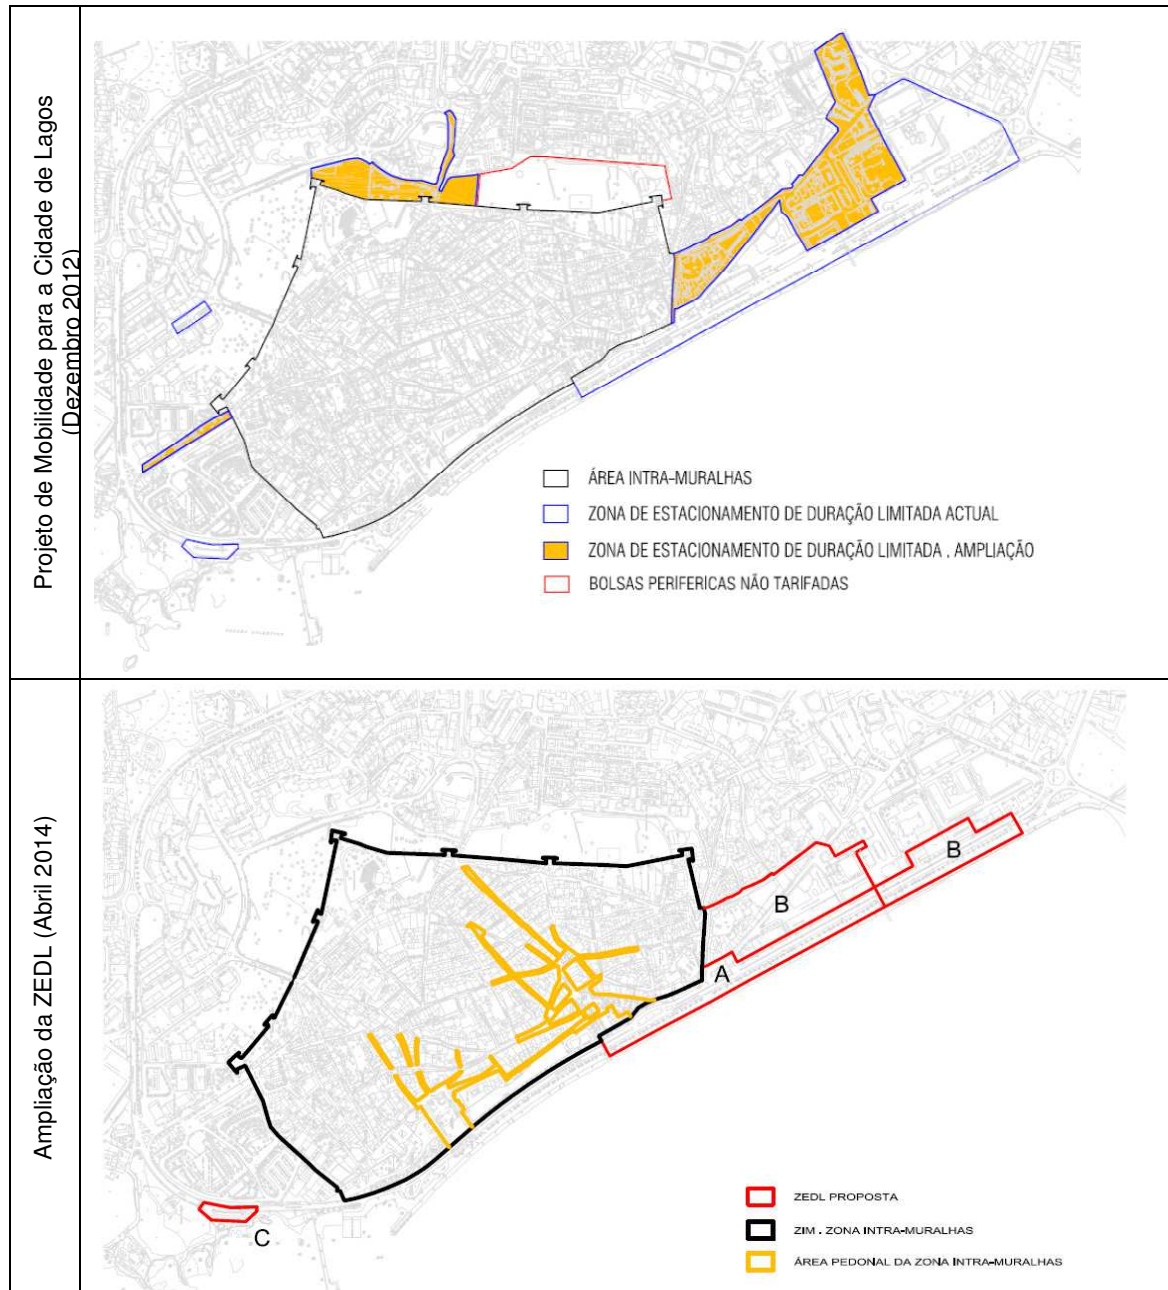 Projeto de Mobilidade para a Cidade de Lagos
(Dezembro 2012)
ÁREA INTRA-MURALHAS
ZONA DE ESTACIONAMENTO DE DURAÇÃO LIMITADA ACTUAL
ZONA DE ESTACIONAMENTO DE DURAÇÃO LIMITADA . AMPLIAÇÃO
BOLSAS PERIFERICAS NÃO TARIFADAS
Ampliação da ZEDL (Abril 2014)
B
B
A
C
ZEDL PROPOSTA
ZIM . ZONA INTRA-MURALHAS
ÁREA PEDONAL DA ZONA INTRA-MURALHAS